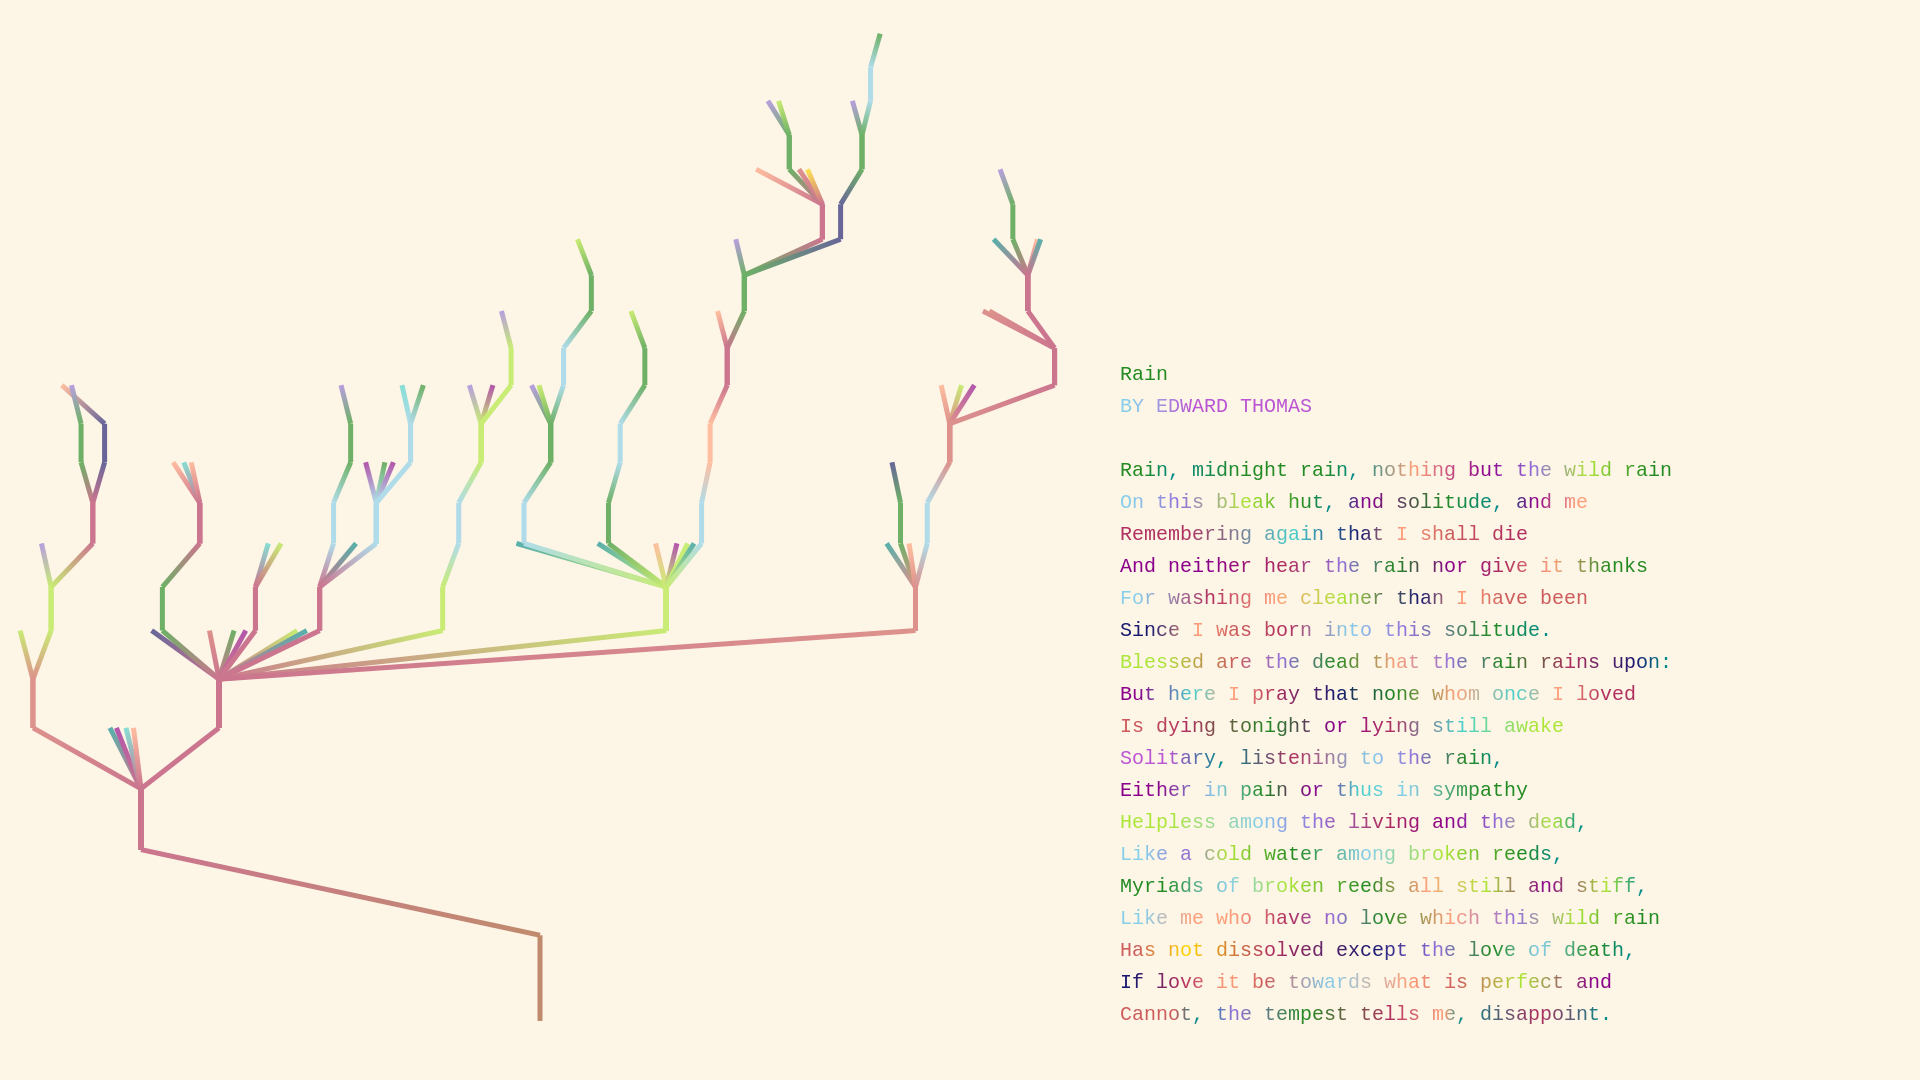 Rain
BY EDWARD THOMAS

Rain, midnight rain, nothing but the wild rain
On this bleak hut, and solitude, and me
Remembering again that I shall die
And neither hear the rain nor give it thanks
For washing me cleaner than I have been
Since I was born into this solitude.
Blessed are the dead that the rain rains upon:
But here I pray that none whom once I loved
Is dying tonight or lying still awake
Solitary, listening to the rain,
Either in pain or thus in sympathy
Helpless among the living and the dead,
Like a cold water among broken reeds,
Myriads of broken reeds all still and stiff,
Like me who have no love which this wild rain
Has not dissolved except the love of death,
If love it be towards what is perfect and
Cannot, the tempest tells me, disappoint.